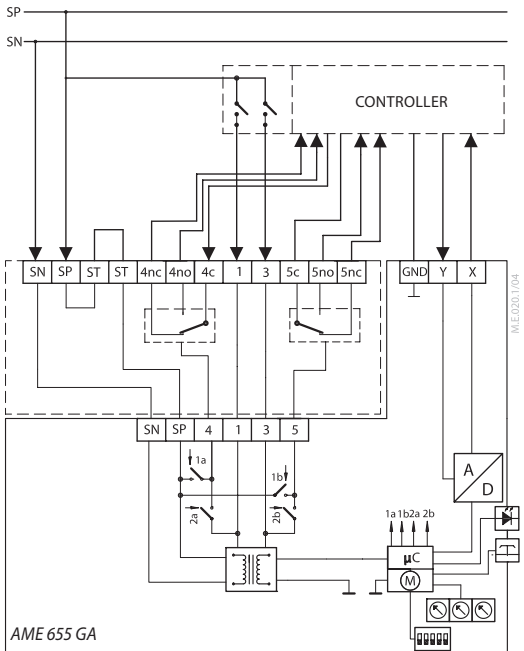 SP
SN
CONTROLLER
SN SP ST ST 4nc 4no 4c 1 3 5c 5no 5nc GND Y X
M.E.020.1/04
SN SP 4 1 3 5
1a
1b
2a
2b
A
D
1a 1b 2a 2b
µC
M
AME 655 GA